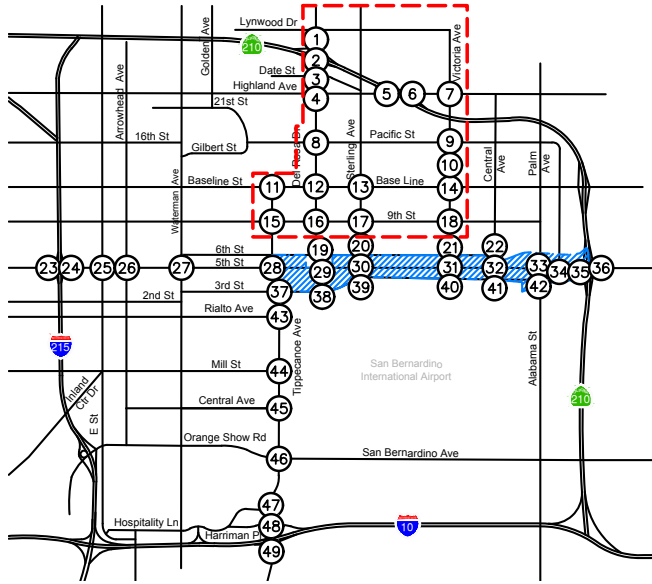 Lynwood Dr
1
210
Golden Ave
Arrowhead Ave
2
Victoria Ave
Date St
3
Highland Ave
4
5
6
7
21st St
16th St
Gilbert St
8
Pacific St
9
10
Del Rosa Dr
Sterling Ave
Central
Ave
Palm
Ave
Baseline St
11
12
13
Base Line
14
Waterman Ave
15
16
17
9th St
18
6th St
19
20
21
22
5th St
23
24
25
26
27
28
29
30
31
32
33
34
35
36
3rd St
2nd St
37
38
39
40
41
42
Rialto Ave
43
Tippecanoe Ave
215
Mill St
44
San Bernardino
International Airport
Alabama St
Inland
Ctr Dr
E St
Central Ave
45
210
Orange Show Rd
46
San Bernardino Ave
47
Hospitality Ln
48
10
Harriman Pl
49